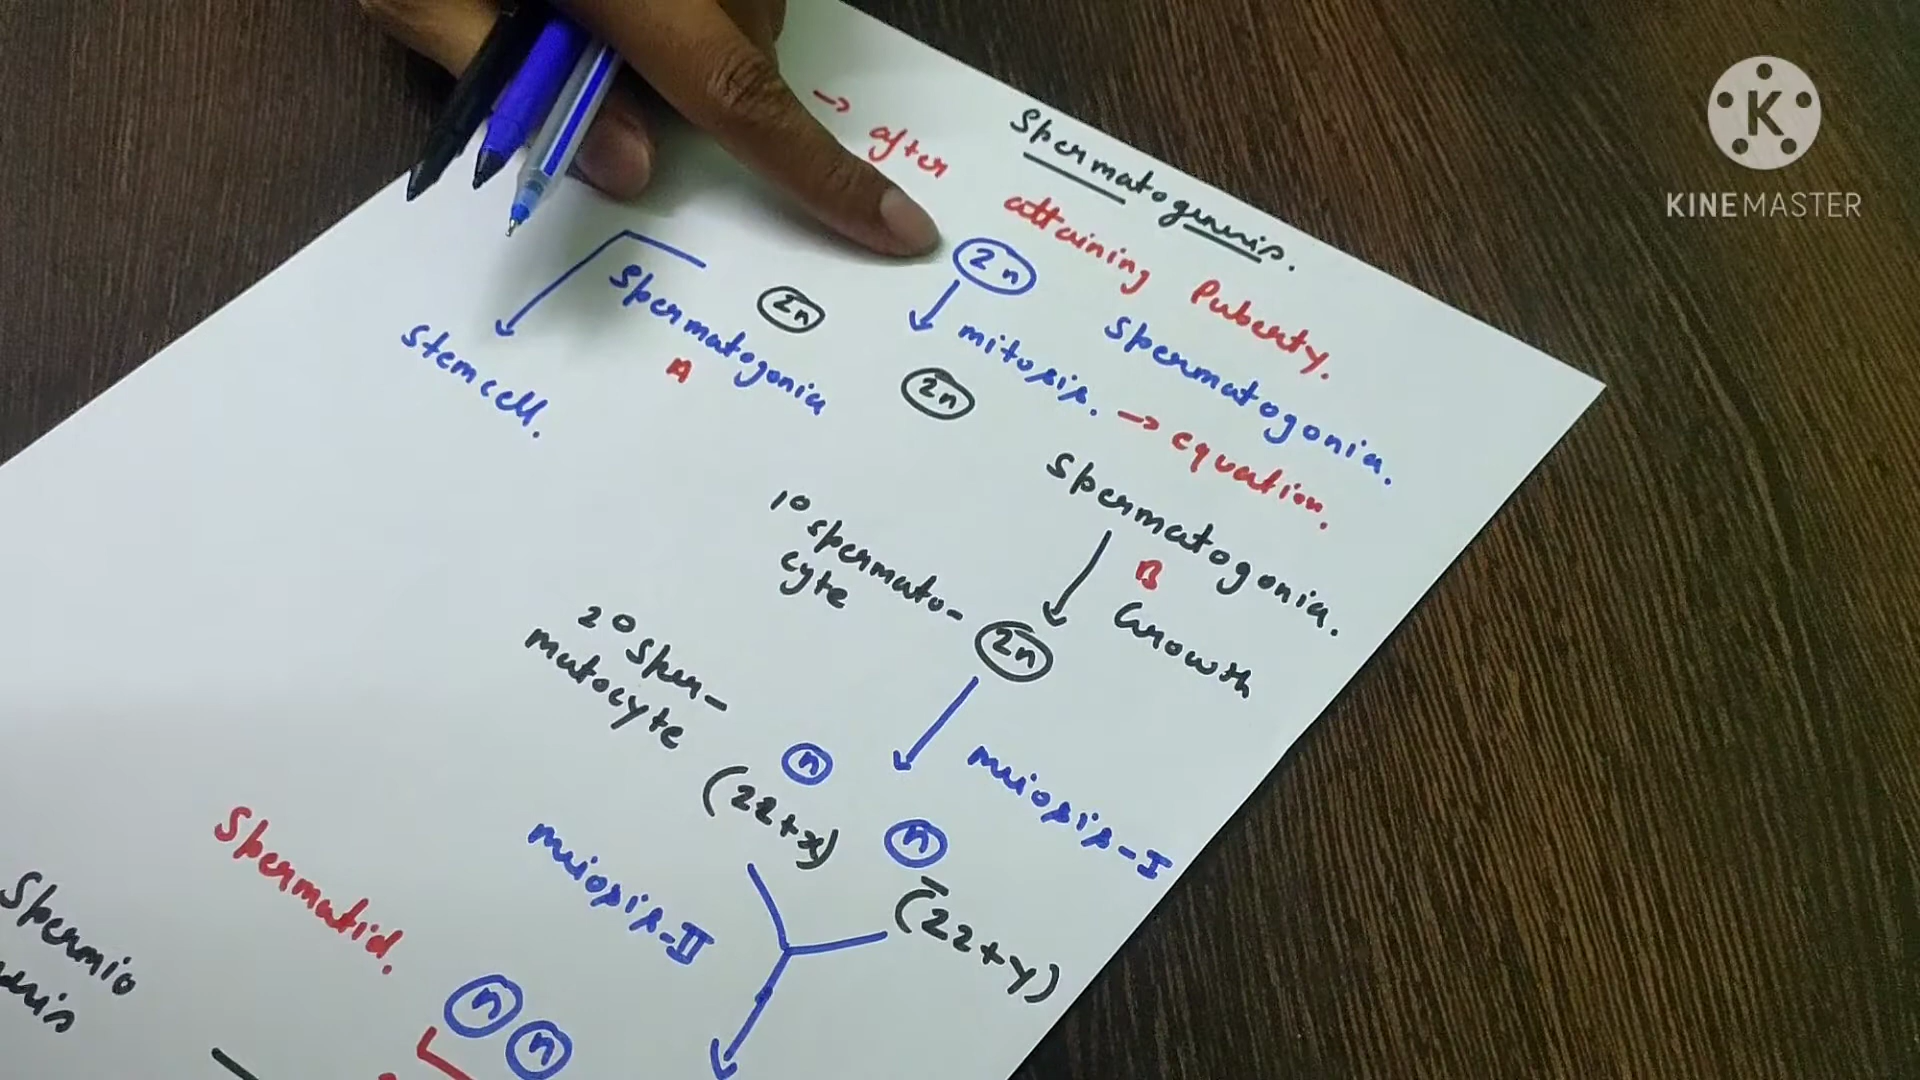 Spermatogenesis.
→ after attaining Puberty.
2n
Spermatogonia.
mitosis. → equation.
2n
2n
Spermatogonia
A
stem cell.
Spermatogonia.
B
Growth
1° spermato-
cyte
2n
meiosis-I
2° sper-
matocyte
n
n
(22+x)
(22+y)
meiosis-II
Spermatid.
n
n
Spermio
K
KINEMASTER